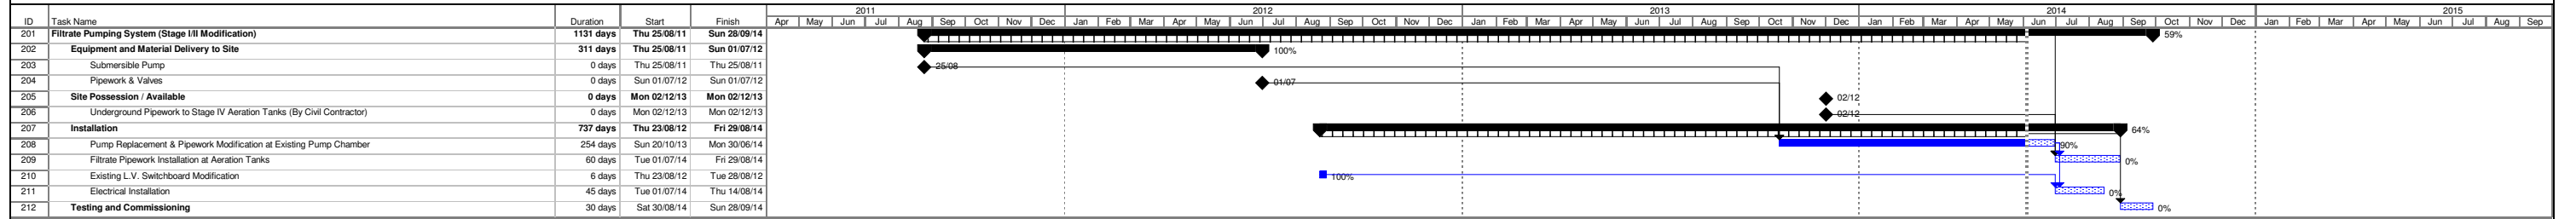 2011 2012 2013 2014 2015
ID Task Name Duration Start Finish Apr May Jun Jul Aug Sep Oct Nov Dec Jan Feb Mar Apr May Jun Jul Aug Sep Oct Nov Dec Jan Feb Mar Apr May Jun Jul Aug Sep Oct Nov Dec Jan Feb Mar Apr May Jun Jul Aug Sep Oct Nov Dec Jan Feb Mar Apr May Jun Jul Aug Sep
201 Filtrate Pumping System (Stage I/II Modification) 1131 days Thu 25/08/11 Sun 28/09/14 59%
202 Equipment and Material Delivery to Site 311 days Thu 25/08/11 Sun 01/07/12 100%
203 Submersible Pump 0 days Thu 25/08/11 Thu 25/08/11 25/08
204 Pipework & Valves 0 days Sun 01/07/12 Sun 01/07/12 01/07
205 Site Possession / Available 0 days Mon 02/12/13 Mon 02/12/13 02/12
206 Underground Pipework to Stage IV Aeration Tanks (By Civil Contractor) 0 days Mon 02/12/13 Mon 02/12/13 02/12
207 Installation 737 days Thu 23/08/12 Fri 29/08/14 64%
208 Pump Replacement & Pipework Modification at Existing Pump Chamber 254 days Sun 20/10/13 Mon 30/06/14 90%
209 Filtrate Pipework Installation at Aeration Tanks 60 days Tue 01/07/14 Fri 29/08/14 0%
210 Existing L.V. Switchboard Modification 6 days Thu 23/08/12 Tue 28/08/12 100%
211 Electrical Installation 45 days Tue 01/07/14 Thu 14/08/14 0%
212 Testing and Commissioning 30 days Sat 30/08/14 Sun 28/09/14 0%